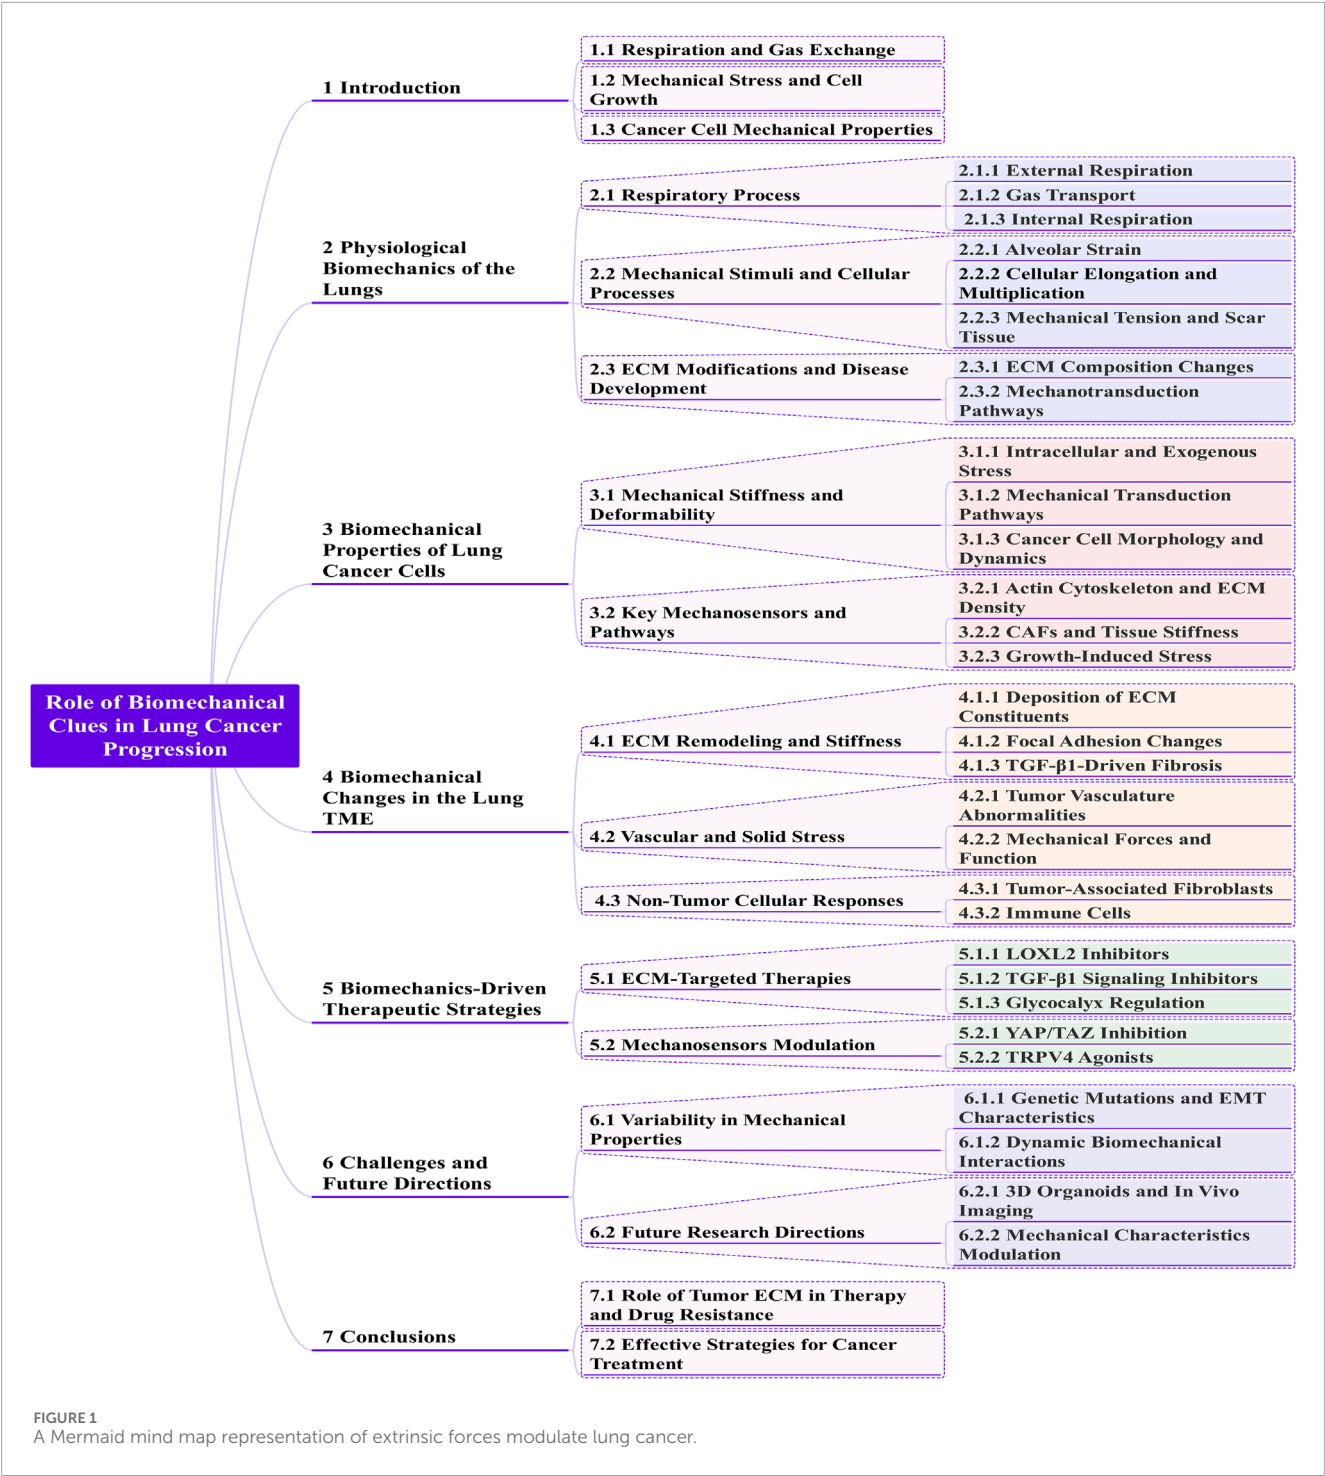 Role of Biomechanical
Clues in Lung Cancer
Progression
1 Introduction
1.1 Respiration and Gas Exchange
1.2 Mechanical Stress and Cell
Growth
1.3 Cancer Cell Mechanical Properties
2 Physiological
Biomechanics of the
Lungs
2.1 Respiratory Process
2.1.1 External Respiration
2.1.2 Gas Transport
2.1.3 Internal Respiration
2.2 Mechanical Stimuli and Cellular
Processes
2.2.1 Alveolar Strain
2.2.2 Cellular Elongation and
Multiplication
2.2.3 Mechanical Tension and Scar
Tissue
2.3 ECM Modifications and Disease
Development
2.3.1 ECM Composition Changes
2.3.2 Mechanotransduction
Pathways
3 Biomechanical
Properties of Lung
Cancer Cells
3.1 Mechanical Stiffness and
Deformability
3.1.1 Intracellular and Exogenous
Stress
3.1.2 Mechanical Transduction
Pathways
3.1.3 Cancer Cell Morphology and
Dynamics
3.2 Key Mechanosensors and
Pathways
3.2.1 Actin Cytoskeleton and ECM
Density
3.2.2 CAFs and Tissue Stiffness
3.2.3 Growth-Induced Stress
4 Biomechanical
Changes in the Lung
TME
4.1 ECM Remodeling and Stiffness
4.1.1 Deposition of ECM
Constituents
4.1.2 Focal Adhesion Changes
4.1.3 TGF-β1-Driven Fibrosis
4.2 Vascular and Solid Stress
4.2.1 Tumor Vasculature
Abnormalities
4.2.2 Mechanical Forces and
Function
4.3 Non-Tumor Cellular Responses
4.3.1 Tumor-Associated Fibroblasts
4.3.2 Immune Cells
5 Biomechanics-Driven
Therapeutic Strategies
5.1 ECM-Targeted Therapies
5.1.1 LOXL2 Inhibitors
5.1.2 TGF-β1 Signaling Inhibitors
5.1.3 Glycocalyx Regulation
5.2 Mechanosensors Modulation
5.2.1 YAP/TAZ Inhibition
5.2.2 TRPV4 Agonists
6 Challenges and
Future Directions
6.1 Variability in Mechanical
Properties
6.1.1 Genetic Mutations and EMT
Characteristics
6.1.2 Dynamic Biomechanical
Interactions
6.2 Future Research Directions
6.2.1 3D Organoids and In Vivo
Imaging
6.2.2 Mechanical Characteristics
Modulation
7 Conclusions
7.1 Role of Tumor ECM in Therapy
and Drug Resistance
7.2 Effective Strategies for Cancer
Treatment
FIGURE 1
A Mermaid mind map representation of extrinsic forces modulate lung cancer.